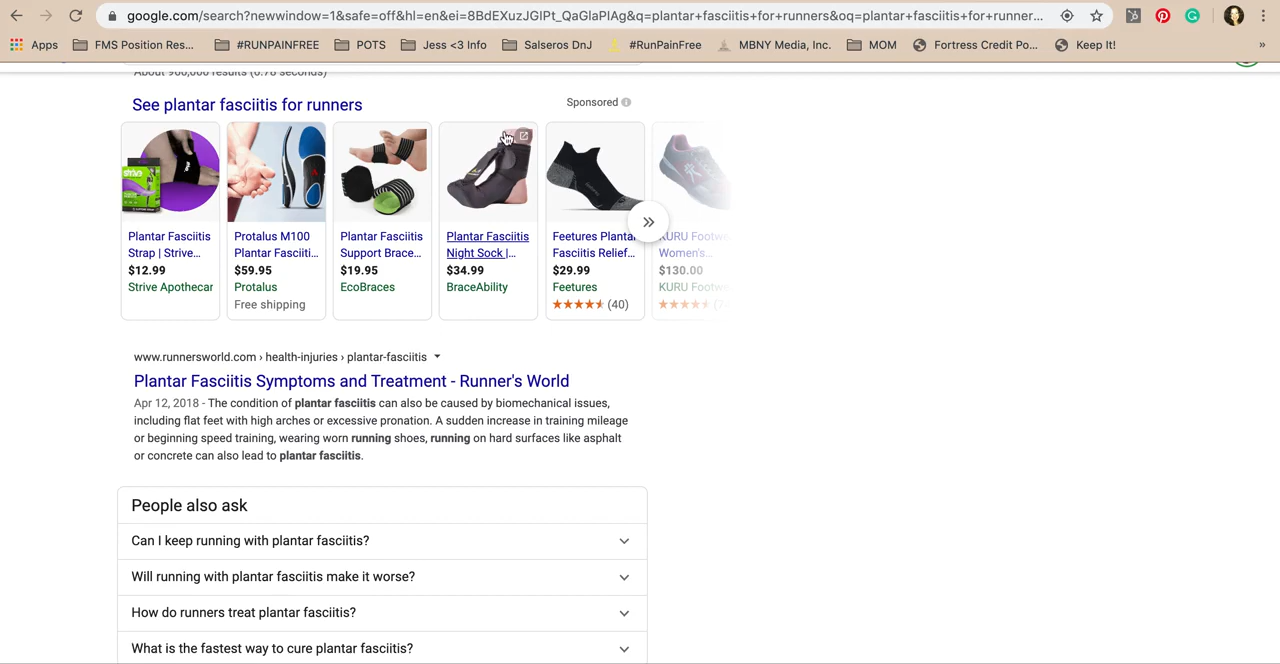 google.com/search?newwindow=1&safe=off&hl=en&ei=8BdEXuzJGIPt_QaGlaPIAg&q=plantar+fasciitis+for+runners&oq=plantar+fasciitis+for+runner...
Apps FMS Position Res... #RUNPAINFREE POTS Jess <3 Info Salseros DnJ #RunPainFree MBNY Media, Inc. MOM Fortress Credit Po... Keep It! »
About 960,000 results (0.78 seconds)
See plantar fasciitis for runners Sponsored
Plantar Fasciitis
Strap | Strive...
$12.99
Strive Apothecar
Protalus M100
Plantar Fasciiti...
$59.95
Protalus
Free shipping
Plantar Fasciitis
Support Brace...
$19.95
EcoBraces
Plantar Fasciitis
Night Sock |...
$34.99
BraceAbility
Feetures Plantar
Fasciitis Relief...
$29.99
Feetures
(40)
KURU Footwe
Women's...
$130.00
KURU Footwe
www.runnersworld.com › health-injuries › plantar-fasciitis
Plantar Fasciitis Symptoms and Treatment - Runner's World
Apr 12, 2018 - The condition of plantar fasciitis can also be caused by biomechanical issues,
including flat feet with high arches or excessive pronation. A sudden increase in training mileage
or beginning speed training, wearing worn running shoes, running on hard surfaces like asphalt
or concrete can also lead to plantar fasciitis.
People also ask
Can I keep running with plantar fasciitis?
Will running with plantar fasciitis make it worse?
How do runners treat plantar fasciitis?
What is the fastest way to cure plantar fasciitis?